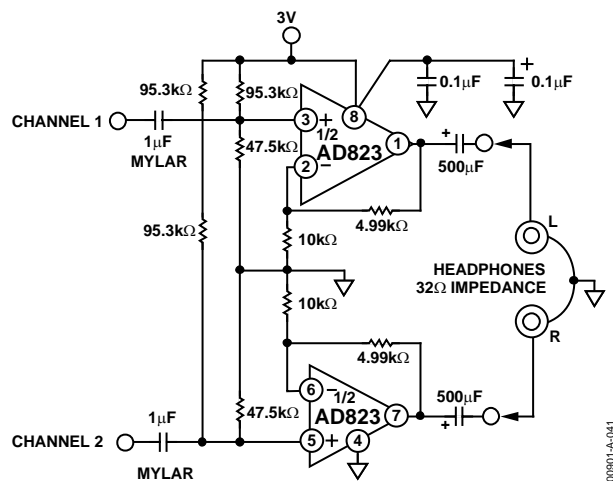 3V
95.3kΩ
95.3kΩ
0.1µF
+
0.1µF
CHANNEL 1
1µF
MYLAR
3
+
8
1/2
AD823
1
2
–
47.5kΩ
+
500µF
4.99kΩ
95.3kΩ
10kΩ
L
HEADPHONES
32Ω IMPEDANCE
10kΩ
R
4.99kΩ
6
–
1/2
AD823
7
5
+
4
47.5kΩ
500µF
+
1µF
CHANNEL 2
MYLAR
00901-A-041